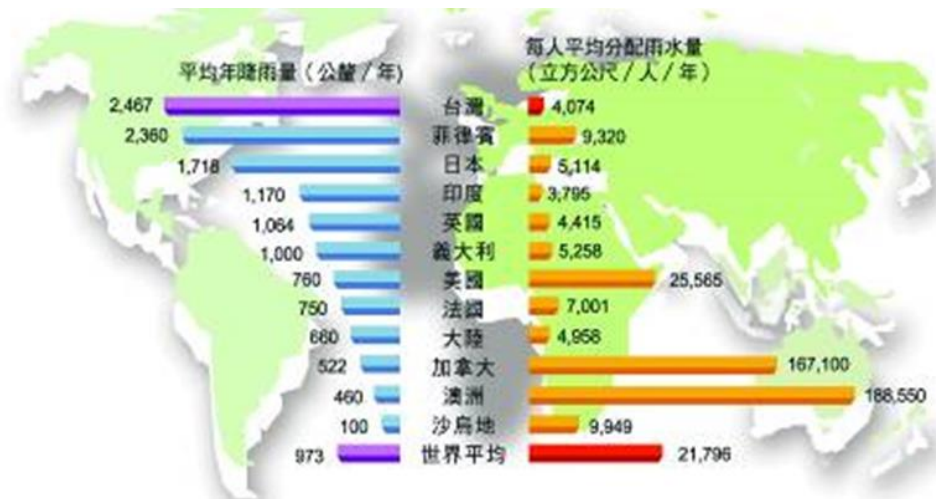 平均年降雨量（公釐／年）
每人平均分配雨水量
（立方公尺／人／年）
2,467 台灣 4,074
2,360 菲律賓 9,320
1,718 日本 5,114
1,170 印度 3,795
1,064 英國 4,415
1,000 義大利 5,258
760 美國 25,565
750 法國 7,001
660 大陸 4,958
522 加拿大 167,100
460 澳洲 188,550
100 沙烏地 9,949
973 世界平均 21,796